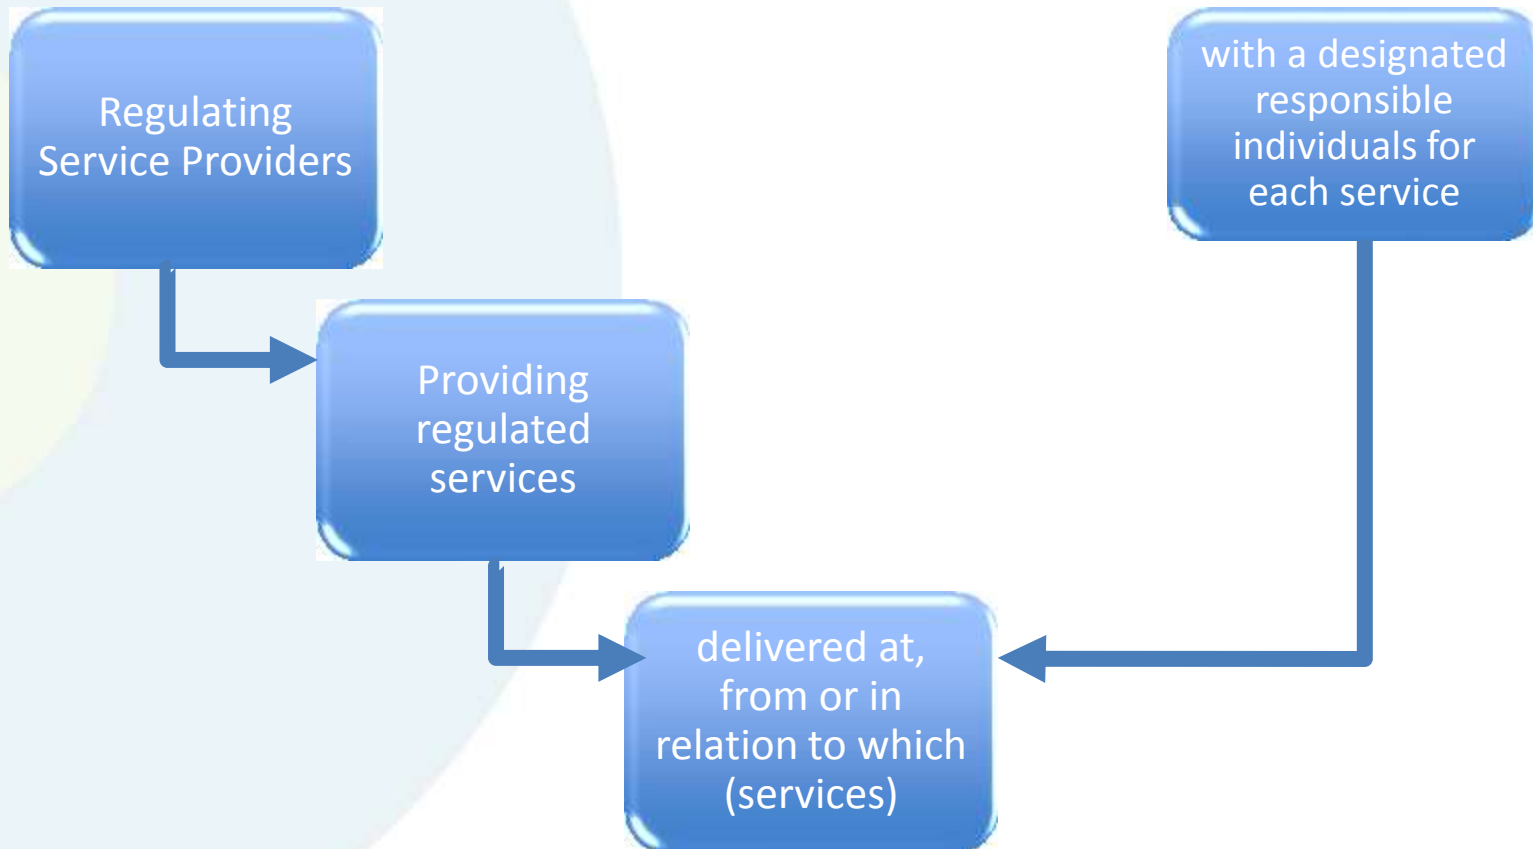 Regulating
Service Providers
Providing
regulated
services
delivered at,
from or in
relation to which
(services)
with a designated
responsible
individuals for
each service